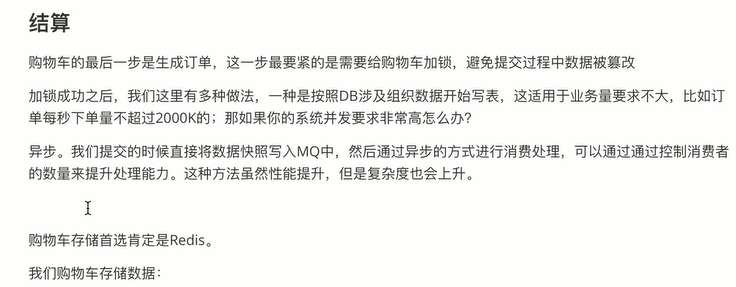 结算
购物车的最后一步是生成订单，这一步最要紧的是需要给购物车加锁，避免提交过程中数据被篡改
加锁成功之后，我们这里有多种做法，一种是按照DB涉及组织数据开始写表，这适用于业务量要求不大，比如订
单每秒下单量不超过2000K的；那如果你的系统并发要求非常高怎么办？
异步。我们提交的时候直接将数据快照写入MQ中，然后通过异步的方式进行消费处理，可以通过通过控制消费者
的数量来提升处理能力。这种方法虽然性能提升，但是复杂度也会上升。
购物车存储首选肯定是Redis。
我们购物车存储数据：